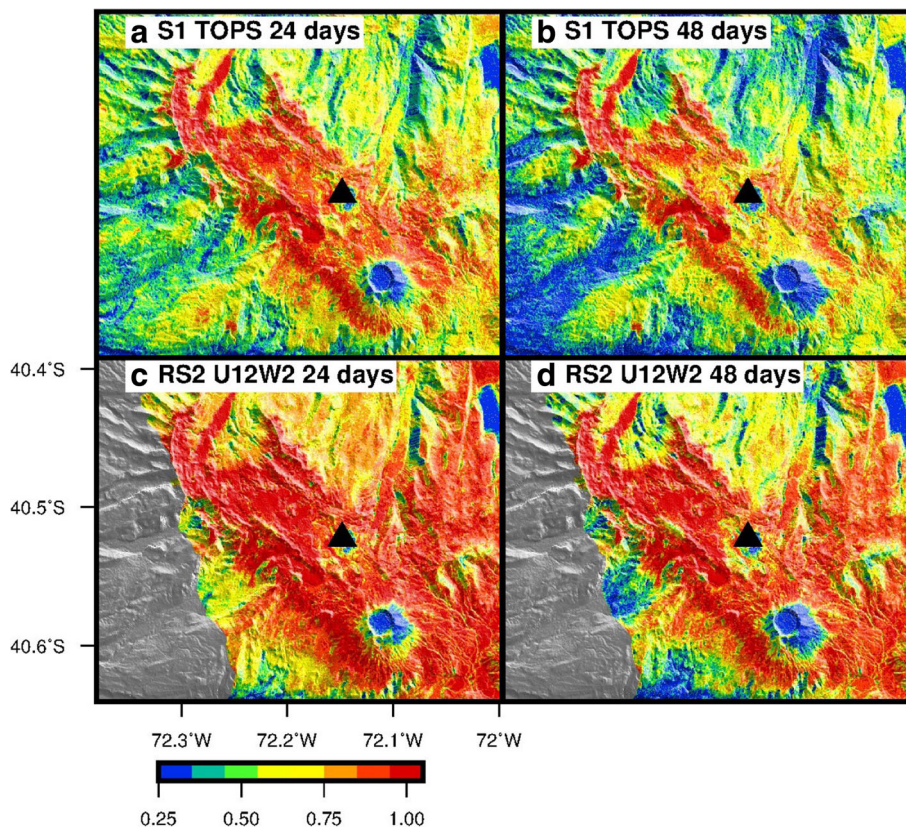 a S1 TOPS 24 days
b S1 TOPS 48 days
c RS2 U12W2 24 days
d RS2 U12W2 48 days
40.4°S
40.5°S
40.6°S
72.3°W 72.2°W 72.1°W 72°W
0.25 0.50 0.75 1.00